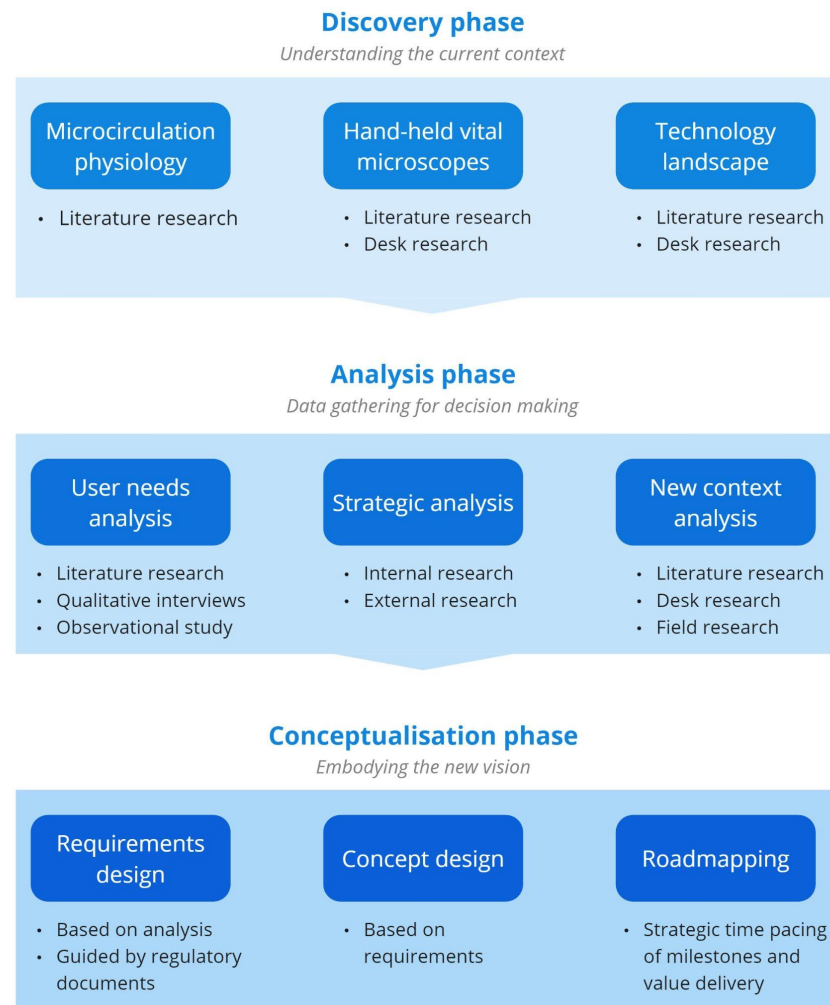 Discovery phase
Understanding the current context
Microcirculation
physiology
• Literature research
Hand-held vital
microscopes
• Literature research
• Desk research
Technology
landscape
• Literature research
• Desk research
Analysis phase
Data gathering for decision making
User needs
analysis
• Literature research
• Qualitative interviews
• Observational study
Strategic analysis
• Internal research
• External research
New context
analysis
• Literature research
• Desk research
• Field research
Conceptualisation phase
Embodying the new vision
Requirements
design
• Based on analysis
• Guided by regulatory
documents
Concept design
• Based on
requirements
Roadmapping
• Strategic time pacing
of milestones and
value delivery